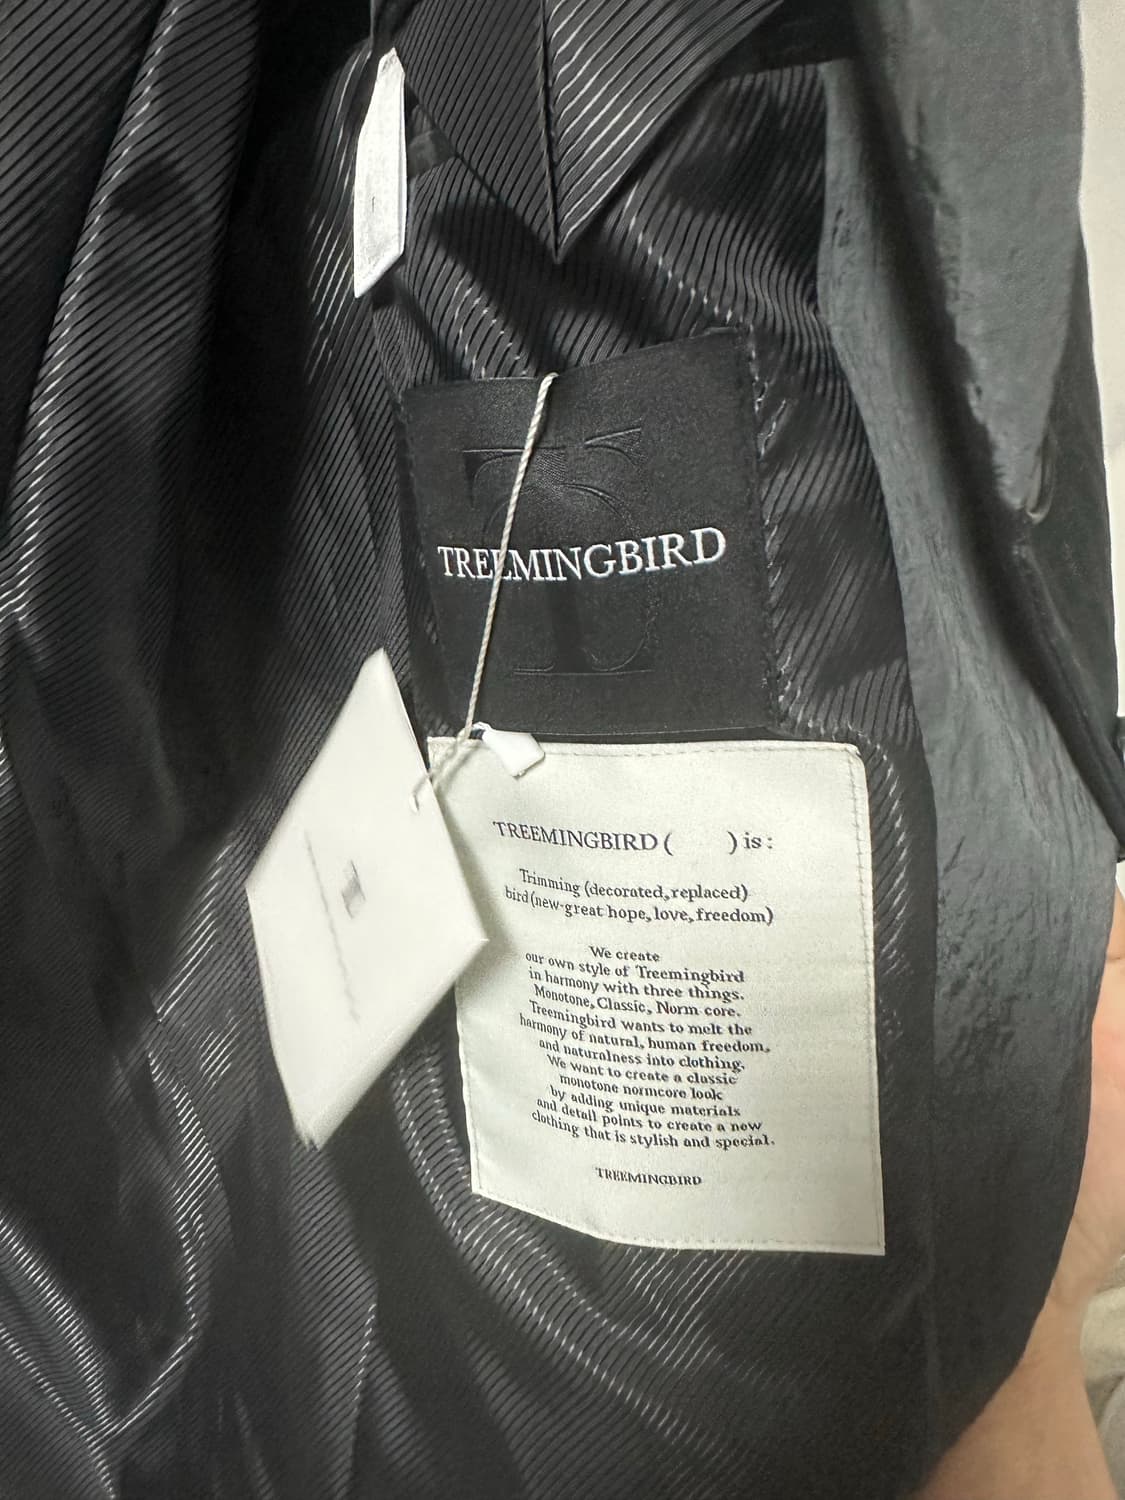 TREEMINGBIRD
TREEMINGBIRD ( ) is :
Trimming (decorated, replaced)
bird (new-great hope, love, freedom)
We create
our own style of Treemingbird
in harmony with three things.
Monotone, Classic, Norm core.
Treemingbird wants to melt the
harmony of natural, human freedom,
and naturalness into clothing.
We want to create a classic
monotone normcore look
by adding unique materials
and detail points to create a new
clothing that is stylish and special.
TREEMINGBIRD